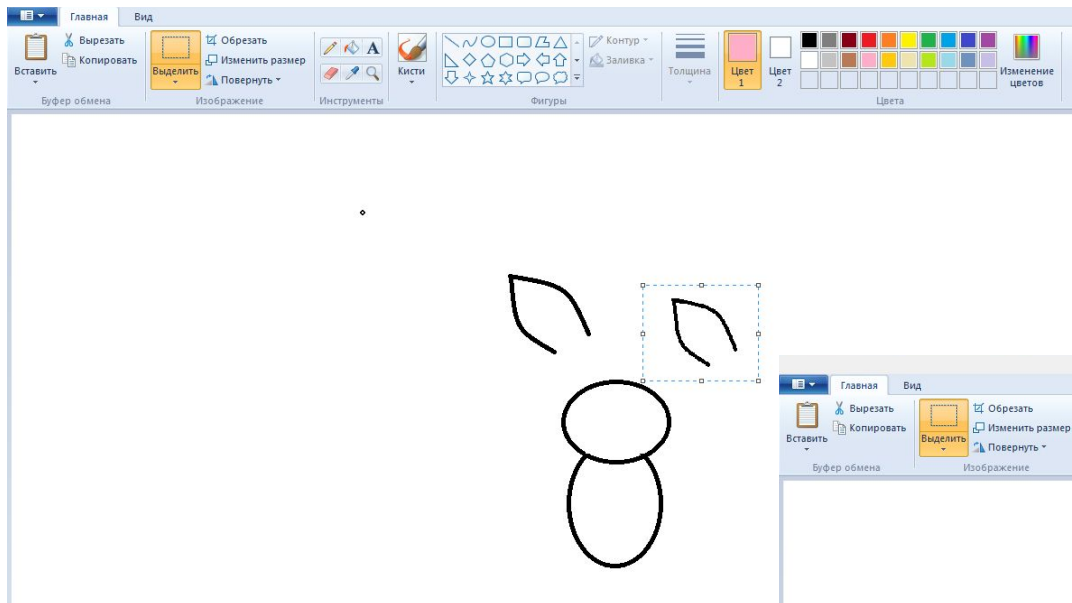 Главная Вид
Вставить
Вырезать
Копировать
Буфер обмена
Выделить
Обрезать
Изменить размер
Повернуть
Изображение
A
Инструменты
Кисти
Контур
Заливка
Фигуры
Толщина
Цвет
1
Цвет
2
Изменение
цветов
Цвета
Главная Вид
Вставить
Вырезать
Копировать
Буфер обмена
Выделить
Обрезать
Изменить размер
Повернуть
Изображение